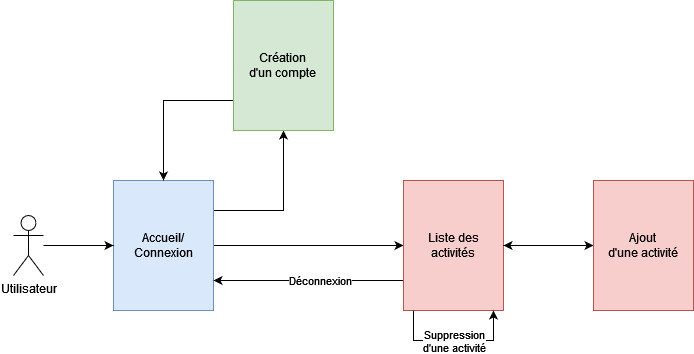 Création
d'un compte
Accueil/
Connexion
Liste des
activités
Ajout
d'une activité
Utilisateur
Déconnexion
Suppression
d'une activité